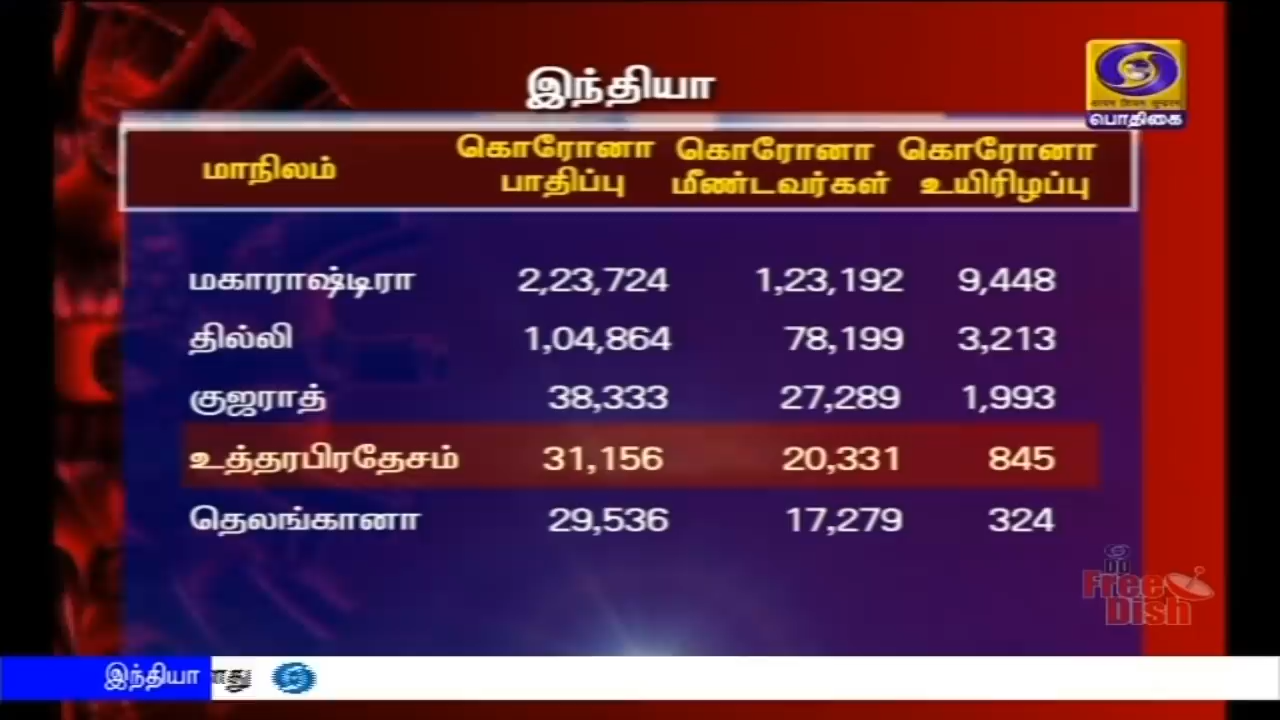 இந்தியா
மாநிலம் கொரோனா பாதிப்பு கொரோனா மீண்டவர்கள் கொரோனா உயிரிழப்பு
மகாராஷ்டிரா 2,23,724 1,23,192 9,448
தில்லி 1,04,864 78,199 3,213
குஜராத் 38,333 27,289 1,993
உத்தரபிரதேசம் 31,156 20,331 845
தெலங்கானா 29,536 17,279 324
பொதிகை
DD
Free
Dish
இந்தியா